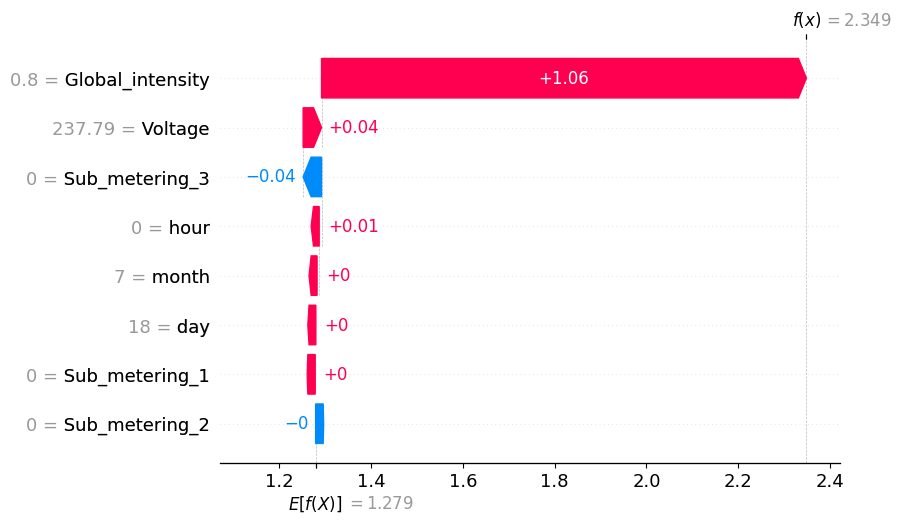 f(x) = 2.349
0.8 = Global_intensity +1.06
237.79 = Voltage +0.04
0 = Sub_metering_3 −0.04
0 = hour +0.01
7 = month +0
18 = day +0
0 = Sub_metering_1 +0
0 = Sub_metering_2 −0
1.2 1.4 1.6 1.8 2.0 2.2 2.4
E[f(X)] = 1.279